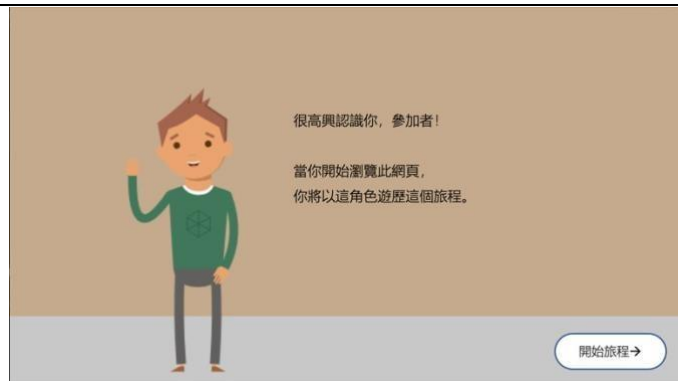 很高興認識你，參加者！
當你開始瀏覽此網頁，
你將以這角色遊歷這個旅程。
開始旅程→